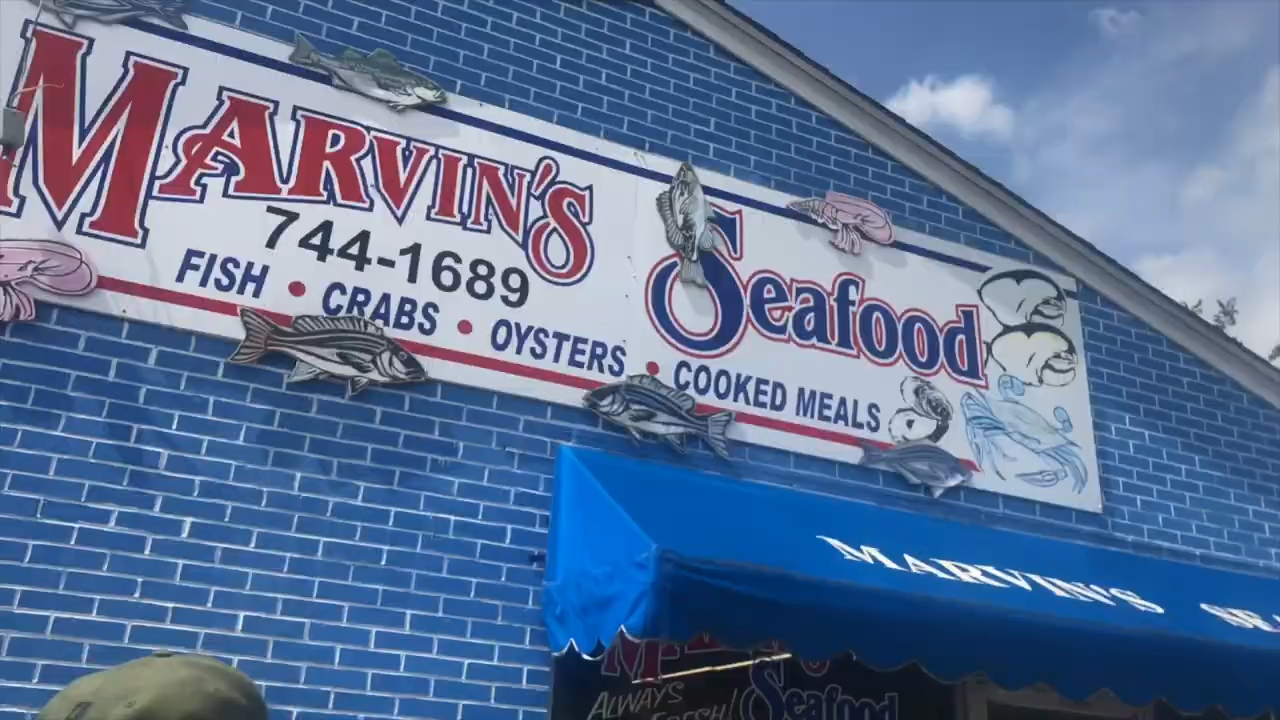 MARVIN'S
744-1689
Seafood
FISH • CRABS • OYSTERS • COOKED MEALS
MARVIN'S
ALWAYS
FRESH!
Seafood